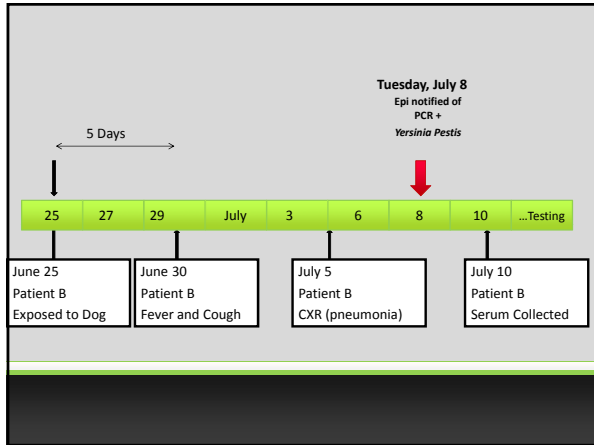 Tuesday, July 8
Epi notified of
PCR +
Yersinia Pestis
5 Days
25 27 29 July 3 6 8 10 ...Testing
June 25
Patient B
Exposed to Dog
June 30
Patient B
Fever and Cough
July 5
Patient B
CXR (pneumonia)
July 10
Patient B
Serum Collected